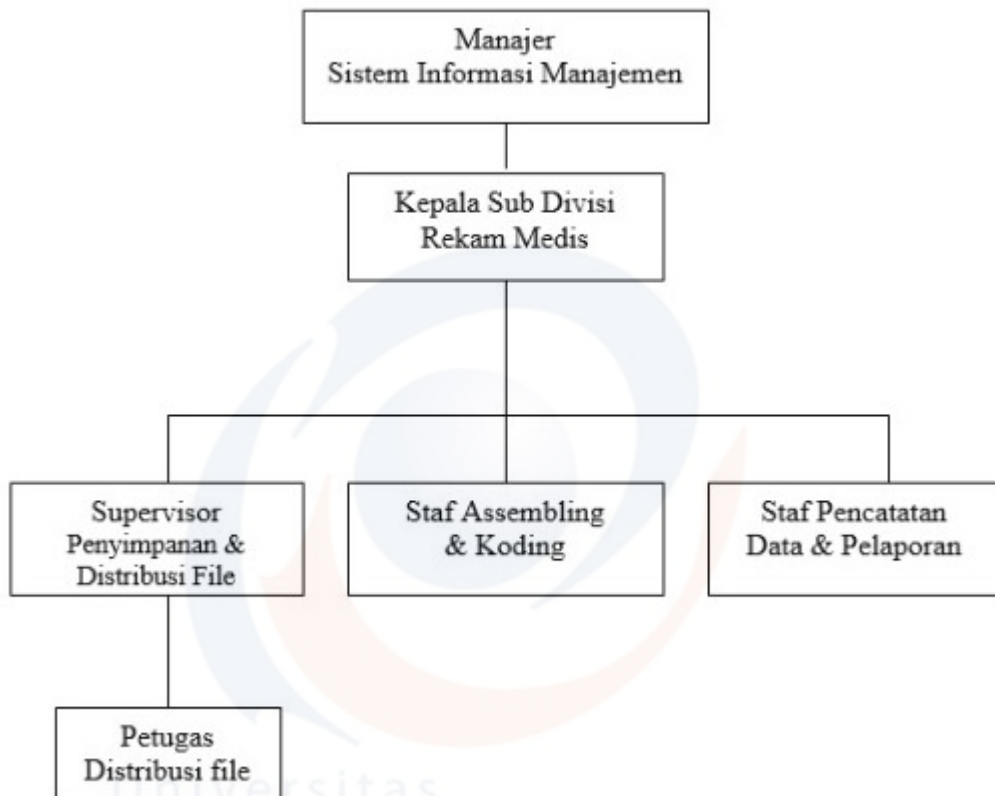 Manajer
Sistem Informasi Manajemen
Kepala Sub Divisi
Rekam Medis
Supervisor
Penyimpanan &
Distribusi File
Staf Assembling
& Koding
Staf Pencatatan
Data & Pelaporan
Petugas
Distribusi file
Universitas